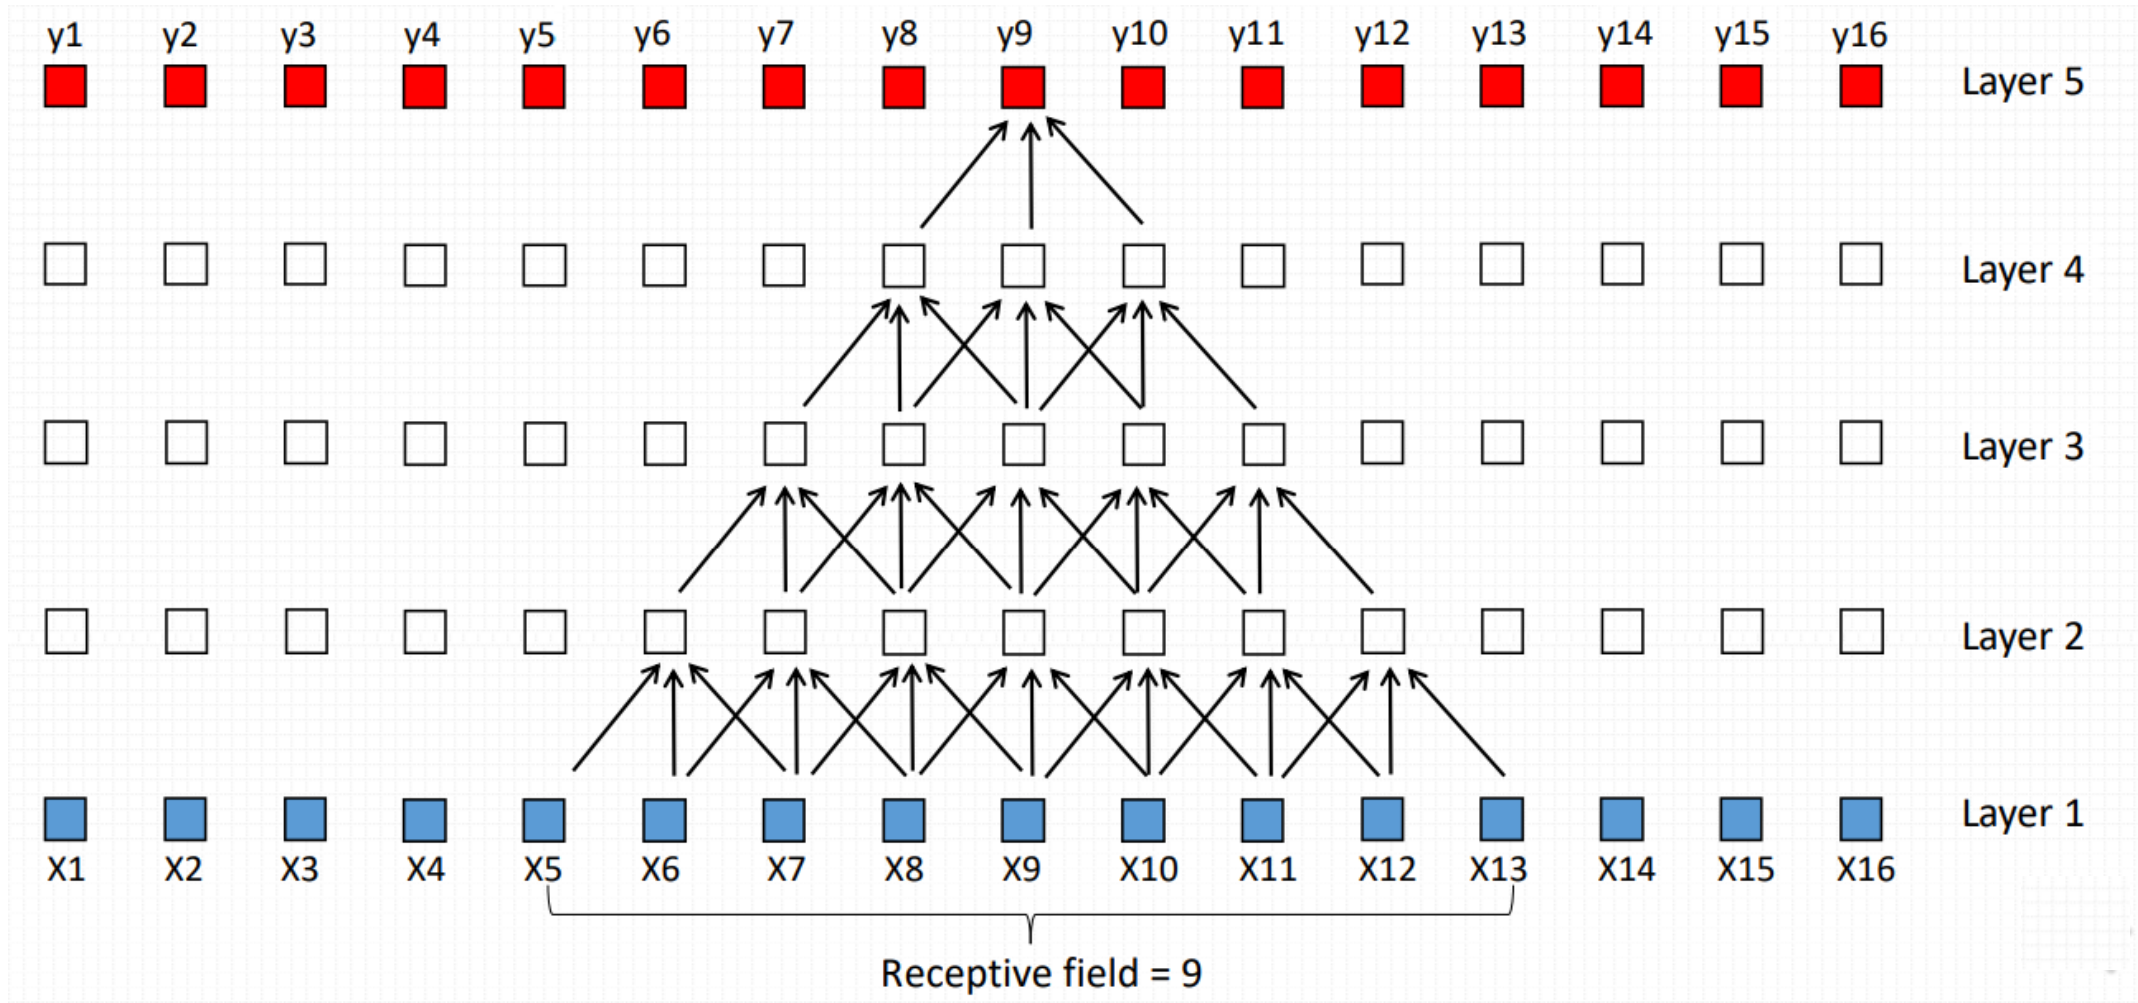 y1 y2 y3 y4 y5 y6 y7 y8 y9 y10 y11 y12 y13 y14 y15 y16
Layer 5
Layer 4
Layer 3
Layer 2
Layer 1
X1 X2 X3 X4 X5 X6 X7 X8 X9 X10 X11 X12 X13 X14 X15 X16
Receptive field = 9